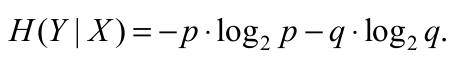 H(Y | X) = −p · log₂ p − q · log₂ q.